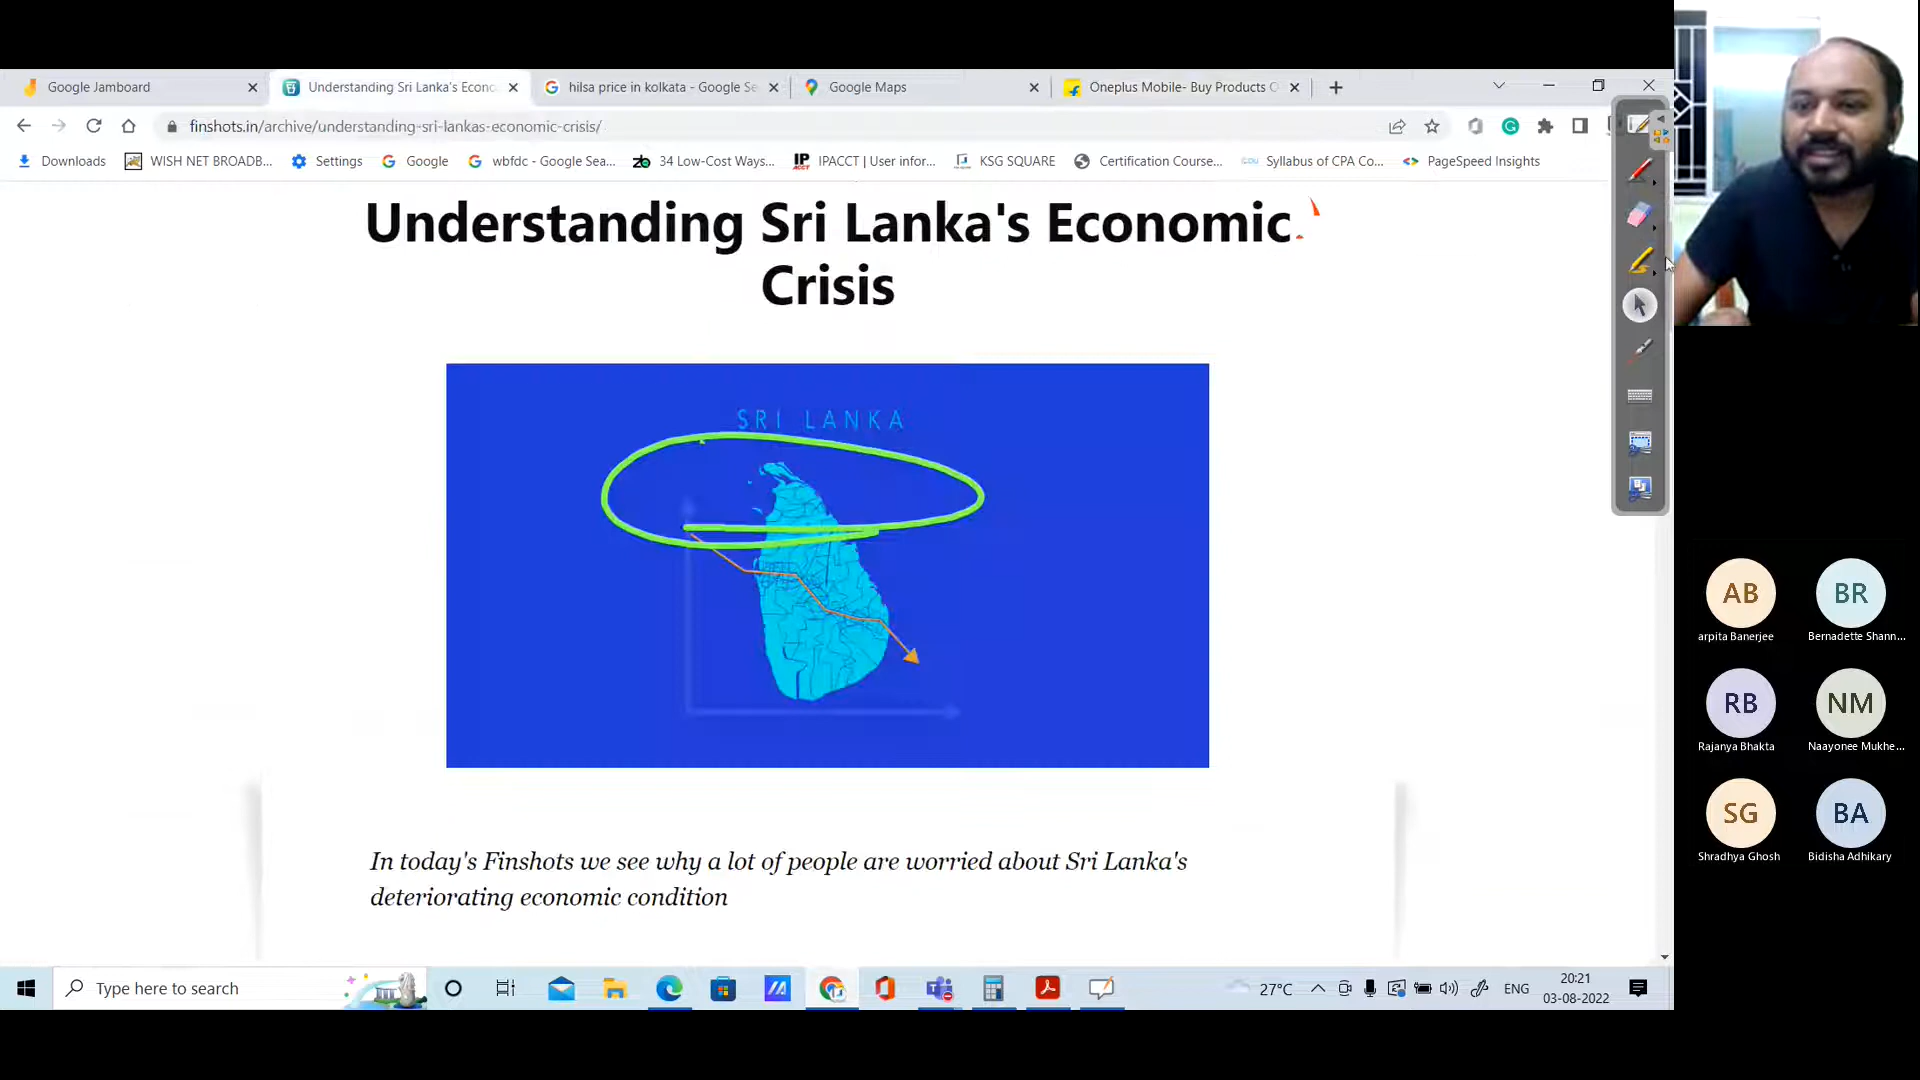 Google Jamboard
Understanding Sri Lanka's Econo
hilsa price in kolkata - Google Se
Google Maps
Oneplus Mobile- Buy Products O
finshots.in/archive/understanding-sri-lankas-economic-crisis/
Downloads
WISH NET BROADB...
Settings
Google
wbfdc - Google Sea...
34 Low-Cost Ways...
IPACCT | User infor...
KSG SQUARE
Certification Course...
Syllabus of CPA Co...
PageSpeed Insights
Understanding Sri Lanka's Economic
Crisis
SRI LANKA
In today's Finshots we see why a lot of people are worried about Sri Lanka's
deteriorating economic condition
AB
BR
arpita Banerjee
Bernadette Shann...
RB
NM
Rajanya Bhakta
Naayonee Mukhe...
SG
BA
Shradhya Ghosh
Bidisha Adhikary
Type here to search
27°C
ENG
20:21
03-08-2022